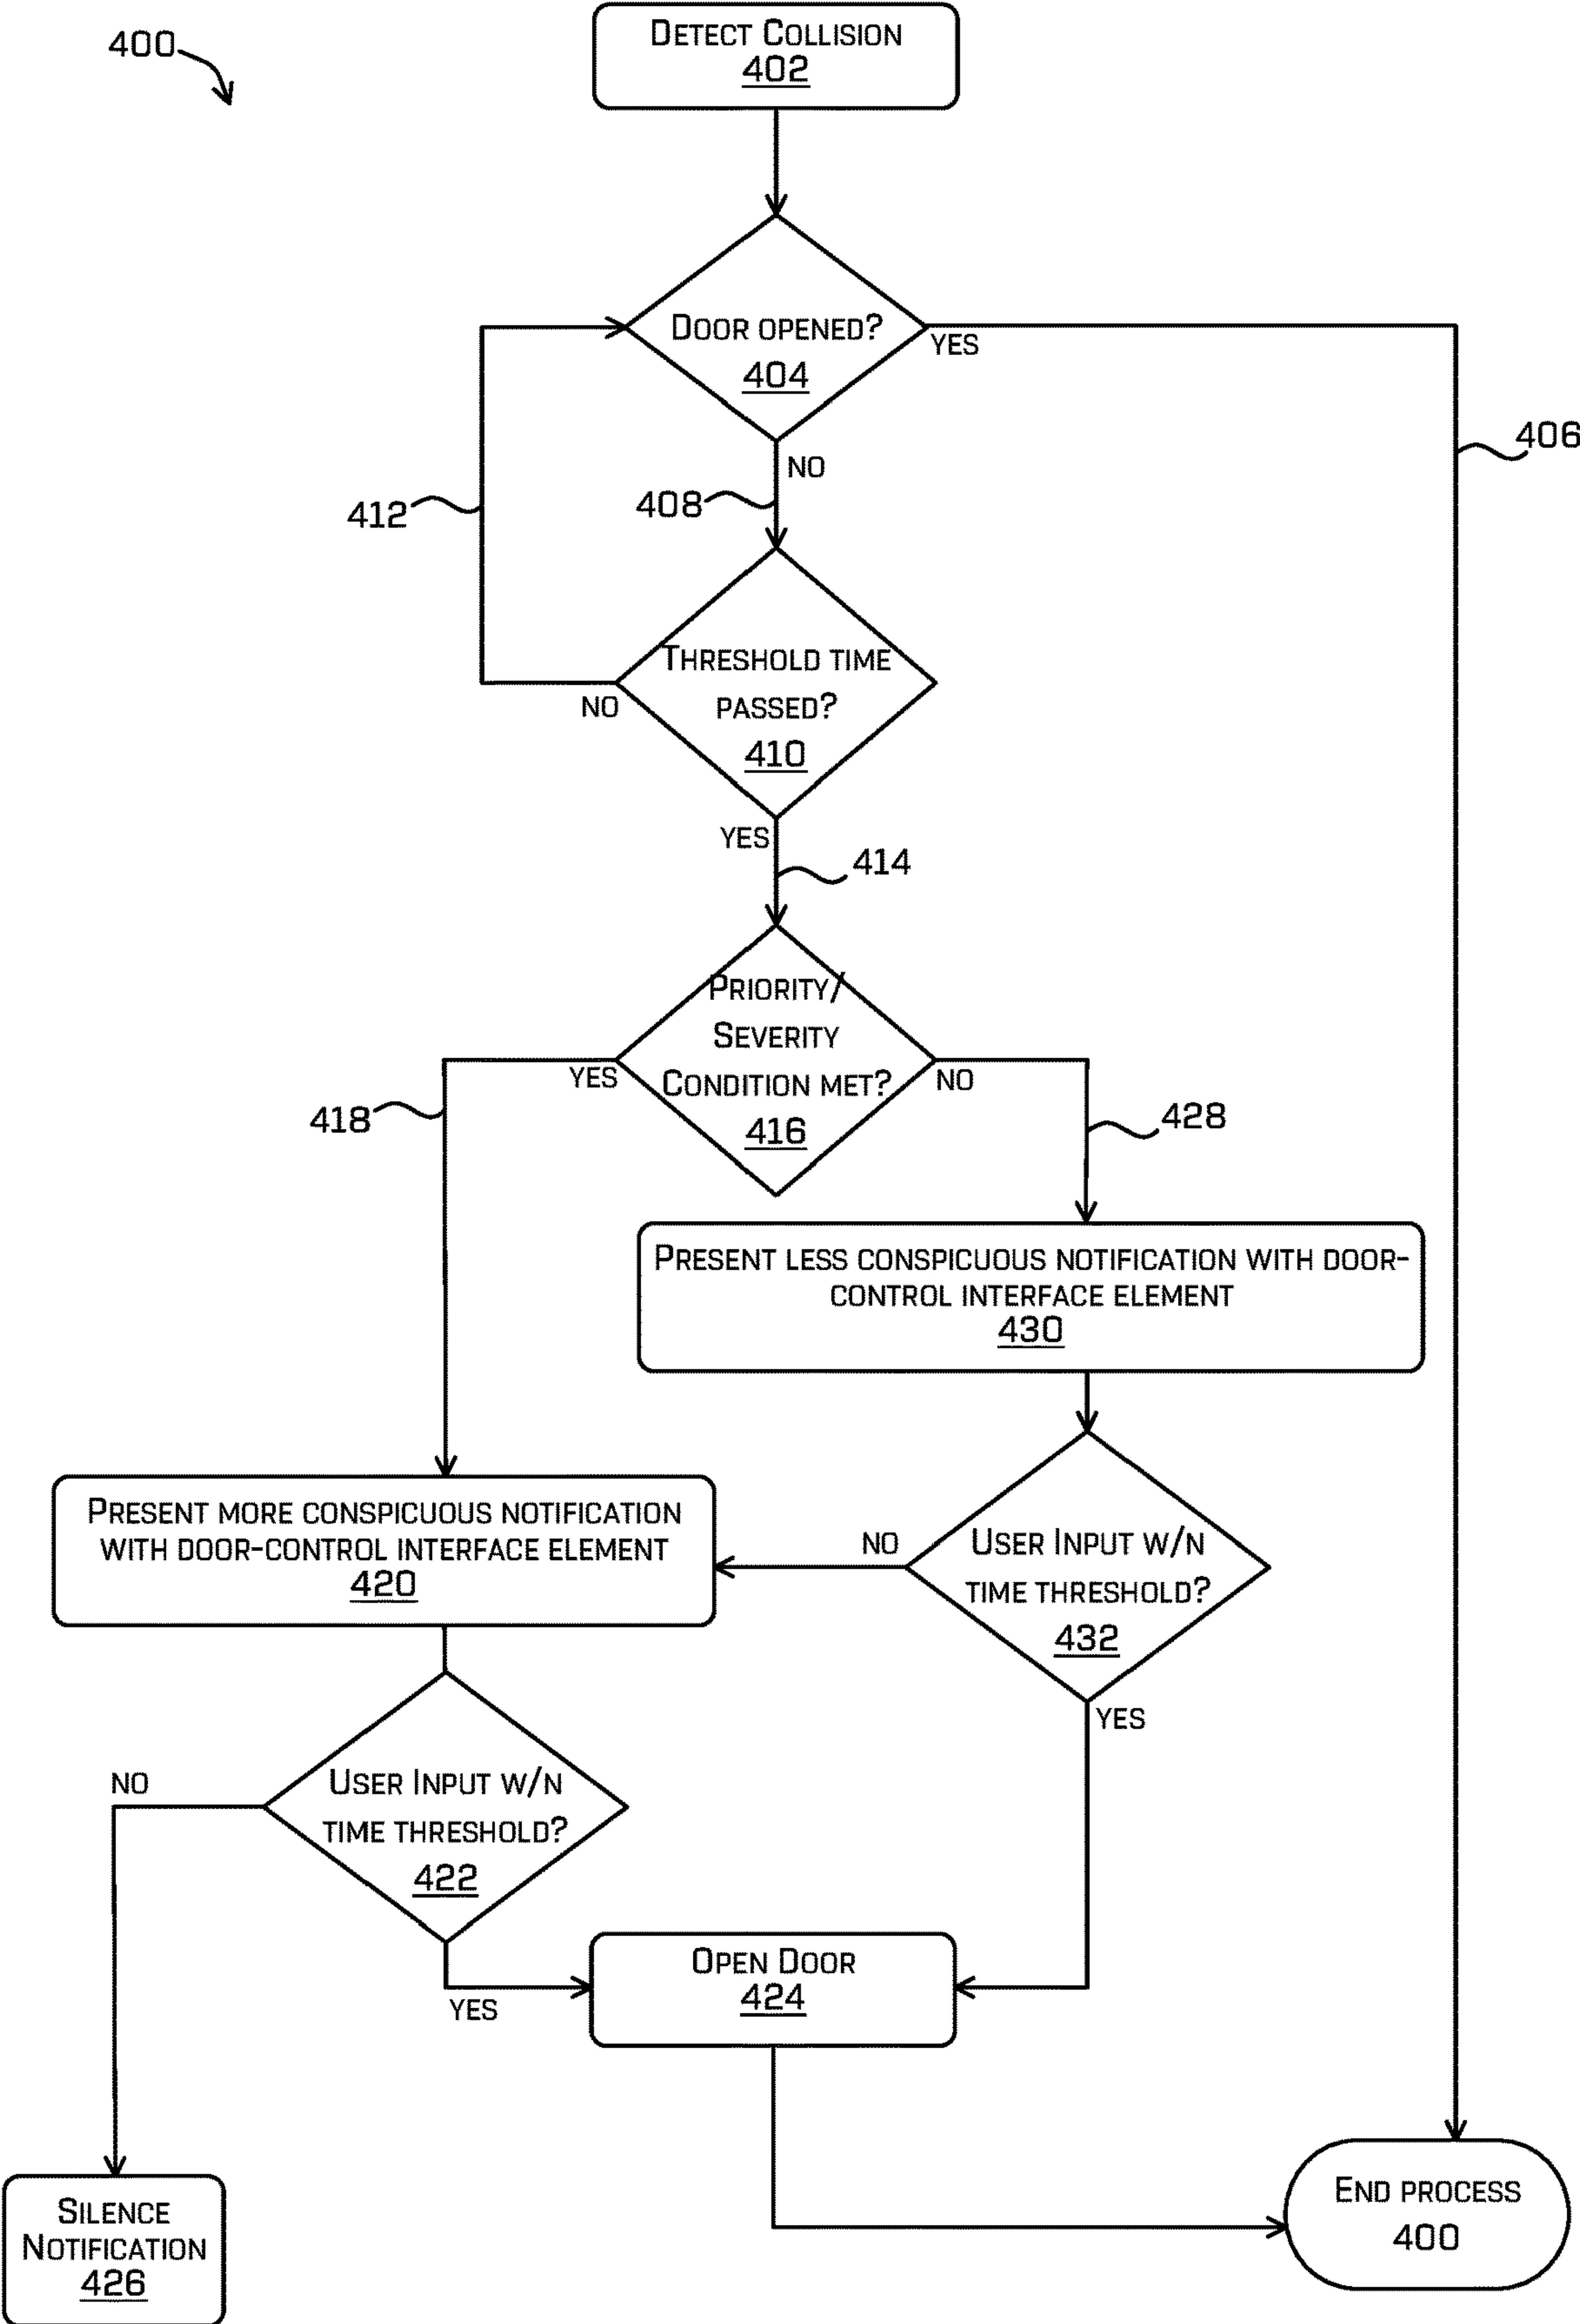 400
Detect Collision
402
Door opened?
404
YES
406
NO
408
412
Threshold time
passed?
410
NO
YES
414
Priority/
Severity
Condition met?
416
YES
NO
418
428
Present less conspicuous notification with door-
control interface element
430
Present more conspicuous notification
with door-control interface element
420
NO
User Input w/n
time threshold?
432
YES
NO
User Input w/n
time threshold?
422
YES
Open Door
424
Silence
Notification
426
End process
400